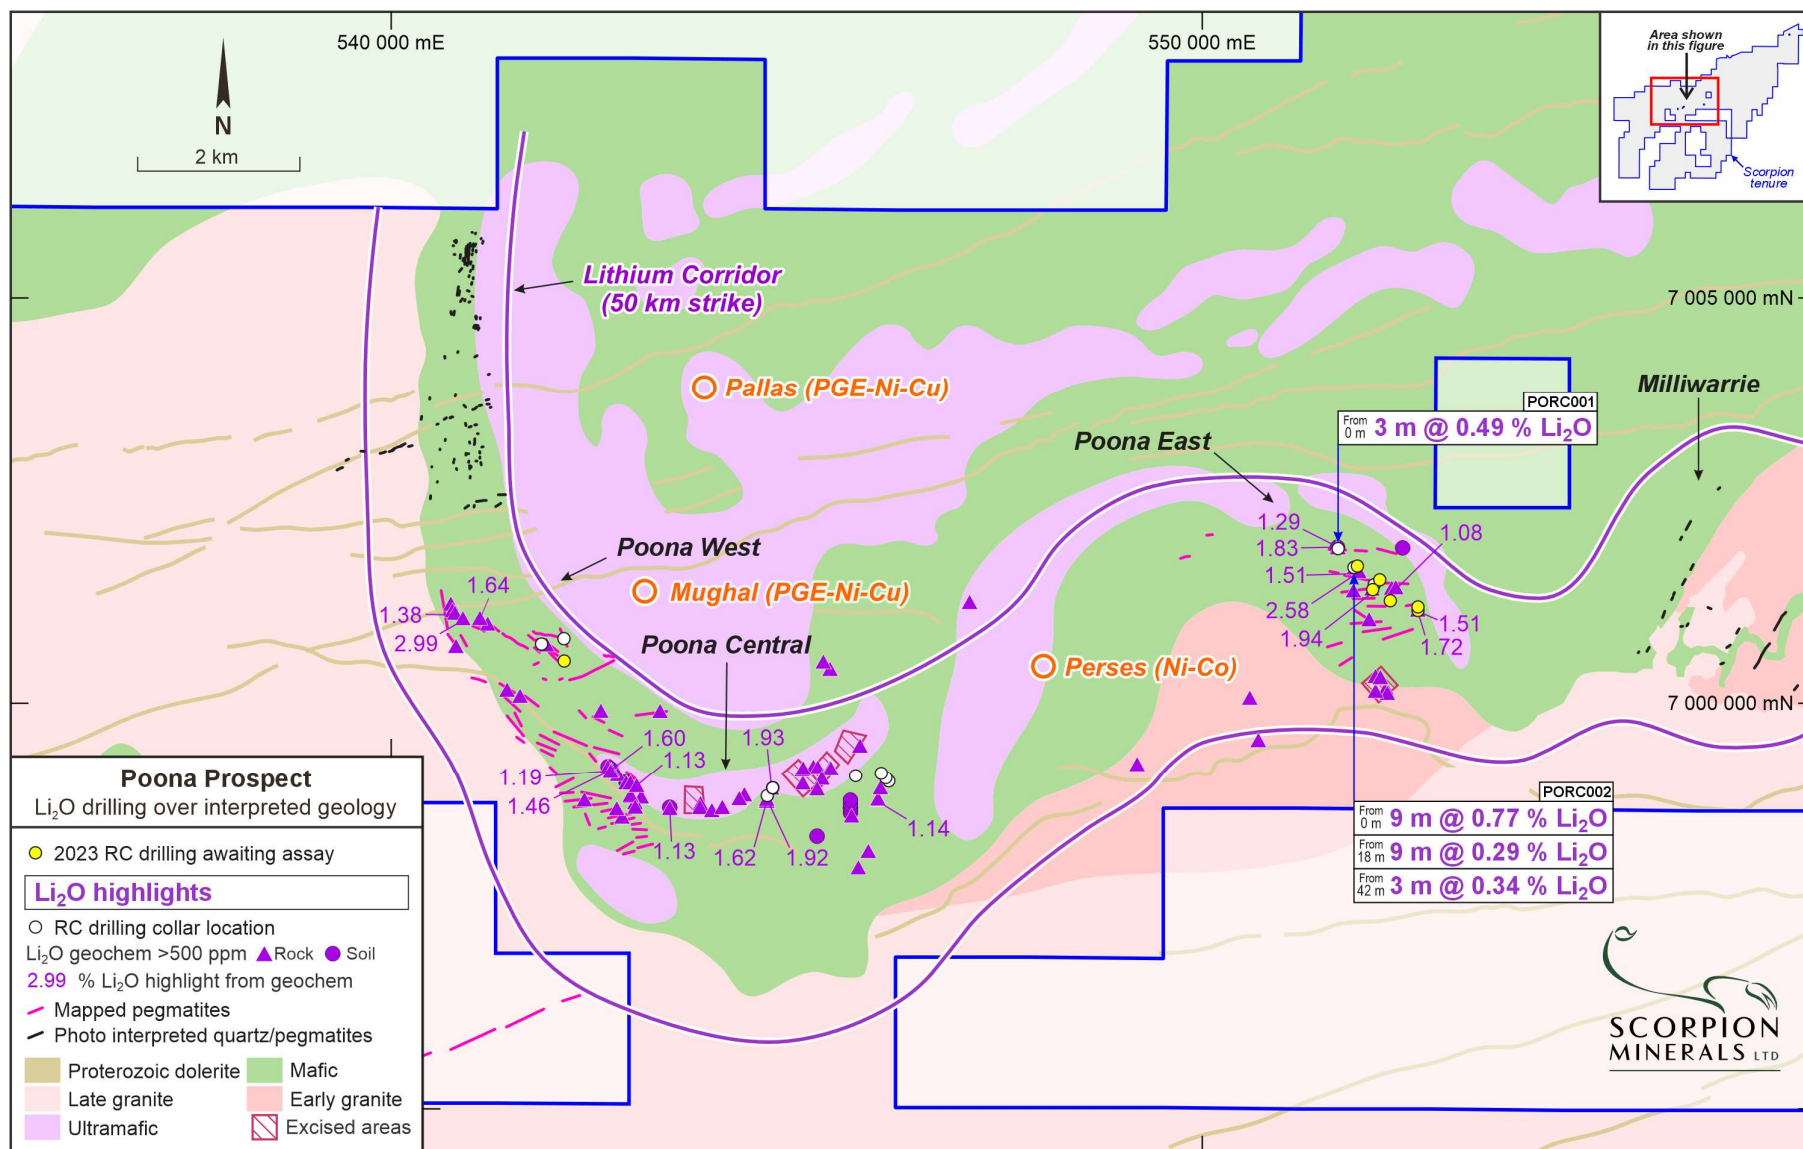 540 000 mE
550 000 mE
Area shown
in this figure
Scorpion
tenure
N
2 km
Lithium Corridor
(50 km strike)
7 005 000 mN
Pallas (PGE-Ni-Cu)
Milliwarrie
PORC001
From
0 m 3 m @ 0.49 % Li₂O
Poona East
1.29
1.83
1.08
1.51
2.58
1.94
1.51
1.72
Poona West
Mughal (PGE-Ni-Cu)
1.64
1.38
2.99
Poona Central
Perses (Ni-Co)
7 000 000 mN
1.60
1.93
1.13
1.19
1.46
1.13
1.62
1.92
1.14
PORC002
From
0 m 9 m @ 0.77 % Li₂O
From
18 m 9 m @ 0.29 % Li₂O
From
42 m 3 m @ 0.34 % Li₂O
Poona Prospect
Li₂O drilling over interpreted geology
2023 RC drilling awaiting assay
Li₂O highlights
RC drilling collar location
Li₂O geochem >500 ppm Rock Soil
2.99 % Li₂O highlight from geochem
Mapped pegmatites
Photo interpreted quartz/pegmatites
Proterozoic dolerite Mafic
Late granite Early granite
Ultramafic Excised areas
SCORPION
MINERALS LTD